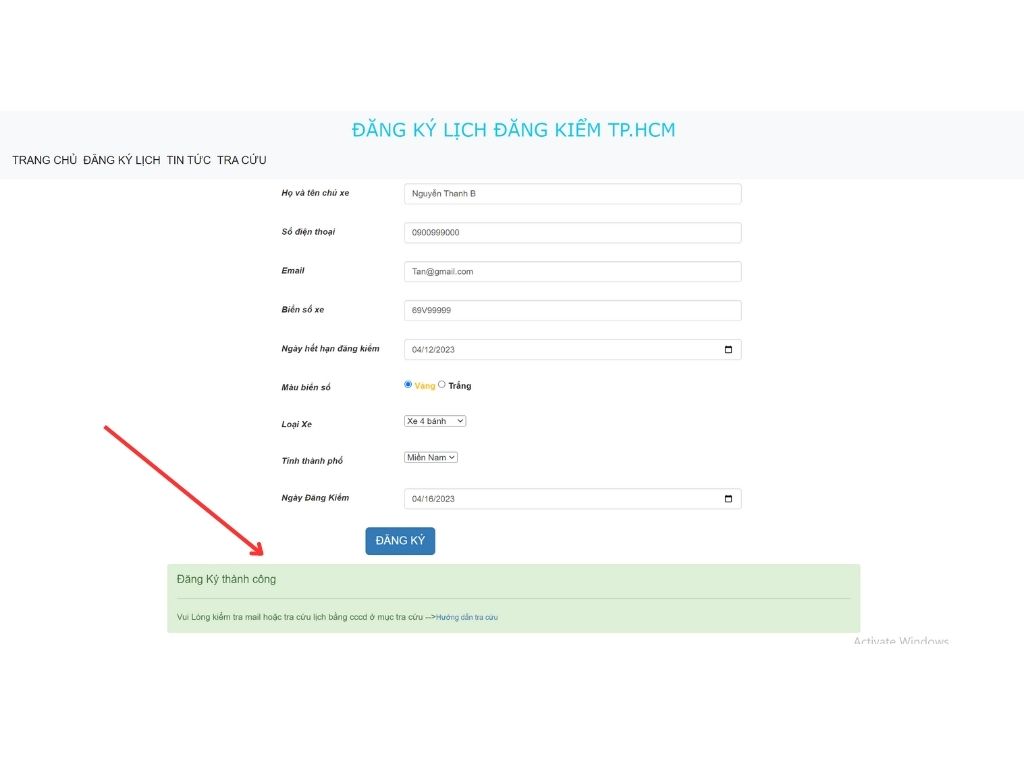 ĐĂNG KÝ LỊCH ĐĂNG KIỂM TP.HCM
TRANG CHỦ ĐĂNG KÝ LỊCH TIN TỨC TRA CỨU
Họ và tên chủ xe Nguyễn Thanh B
Số điện thoại 0900999000
Email Tan@gmail.com
Biển số xe 69V99999
Ngày hết hạn đăng kiểm 04/12/2023
Màu biển số Vàng Trắng
Loại Xe Xe 4 bánh
Tỉnh thành phố Miền Nam
Ngày Đăng Kiểm 04/16/2023
ĐĂNG KÝ
Đăng Ký thành công
Vui Lòng kiểm tra mail hoặc tra cứu lịch bằng cccd ở mục tra cứu -->Hướng dẫn tra cứu
Activate Windows